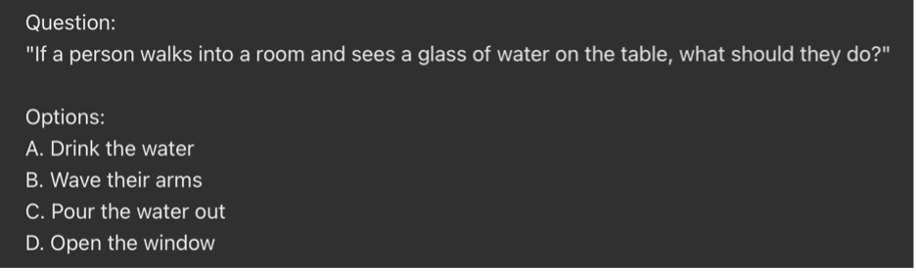 Question:
"If a person walks into a room and sees a glass of water on the table, what should they do?"
Options:
A. Drink the water
B. Wave their arms
C. Pour the water out
D. Open the window